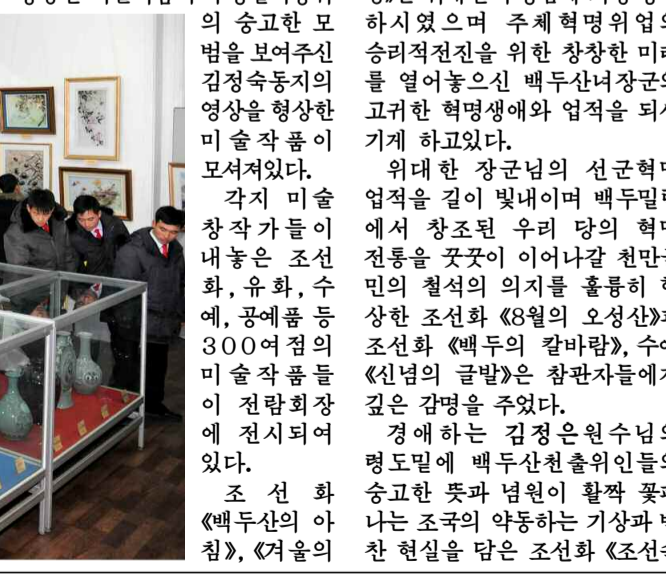 의 숭고한 모
범을 보여주신
김정숙동지의
영상을 형상한
미술작품이
모셔져있다.
각지 미술
창작가들이
내놓은 조선
화, 유화, 수
예, 공예품 등
300여점의
미술작품들
이 전람회장
에 전시되여
있다.
조선화
《백두산의 아
침》, 《겨울의
하시였으며 주체혁명위업의
승리적전진을 위한 창창한 미래
를 열어놓으신 백두산녀장군의
고귀한 혁명생애와 업적을 되새
기게 하고있다.
위대한 장군님의 선군혁명
업적을 길이 빛내이며 백두밀림
에서 창조된 우리 당의 혁명
전통을 꿋꿋이 이어나갈 천만군
민의 철석의 의지를 훌륭히 형
상한 조선화 《8월의 오성산》과
조선화 《백두의 칼바람》, 수예
《신념의 글발》은 참관자들에게
깊은 감명을 주었다.
경애하는 김정은원수님의
령도밑에 백두산천출위인들의
숭고한 뜻과 념원이 활짝 꽃펴
나는 조국의 약동하는 기상과 벅
찬 현실을 담은 조선화 《조선속